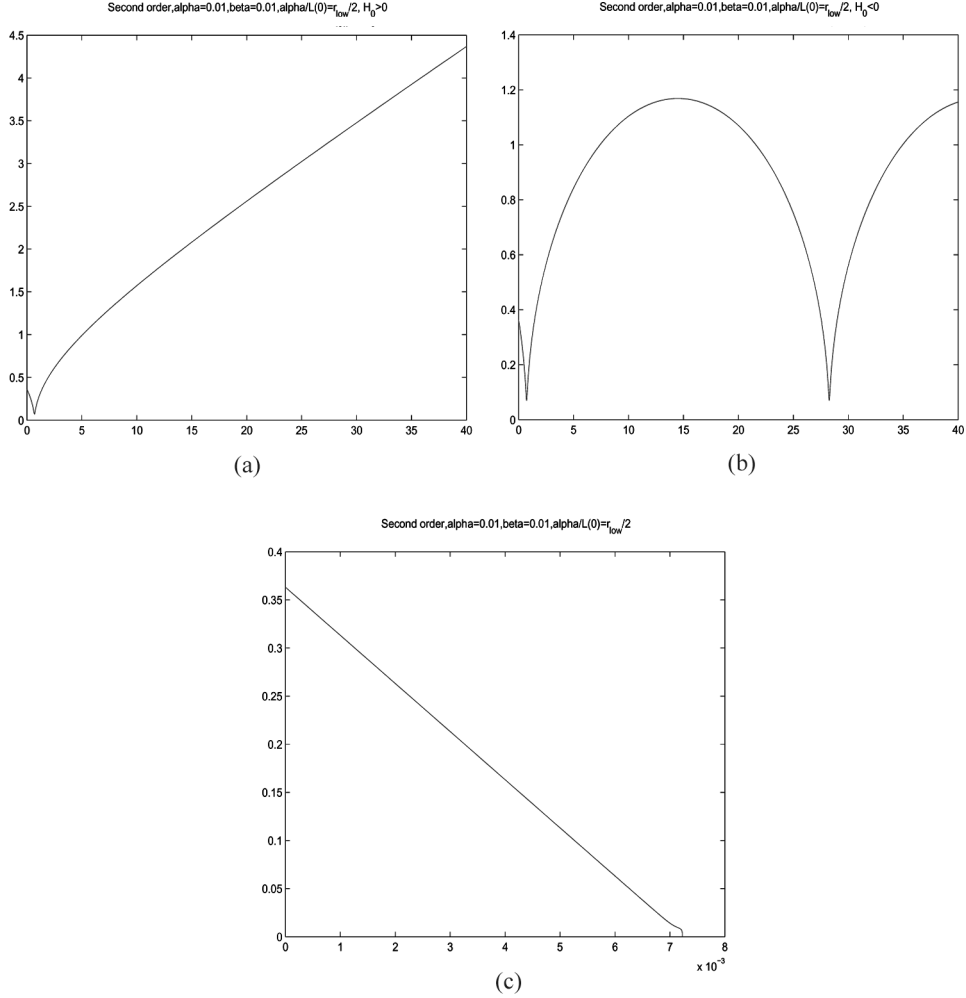 Second order,alpha=0.01,beta=0.01,alpha/L(0)=r_low/2, H_0>0
4.5
4
3.5
3
2.5
2
1.5
1
0.5
0
0 5 10 15 20 25 30 35 40
(a)
Second order,alpha=0.01,beta=0.01,alpha/L(0)=r_low/2, H_0<0
1.4
1.2
1
0.8
0.6
0.4
0.2
0
0 5 10 15 20 25 30 35 40
(b)
Second order,alpha=0.01,beta=0.01,alpha/L(0)=r_low/2
0.4
0.35
0.3
0.25
0.2
0.15
0.1
0.05
0
0 1 2 3 4 5 6 7 8
x 10^-3
(c)